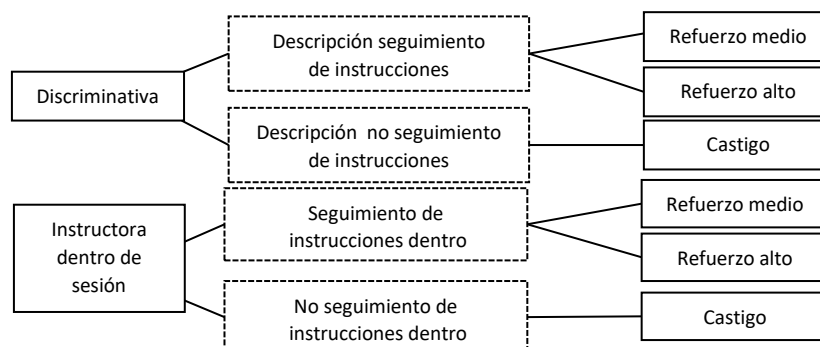 Descripción seguimiento
de instrucciones
Refuerzo medio
Refuerzo alto
Discriminativa
Descripción no seguimiento
de instrucciones
Castigo
Instructora
dentro de
sesión
Seguimiento de
instrucciones dentro
Refuerzo medio
Refuerzo alto
No seguimiento de
instrucciones dentro
Castigo